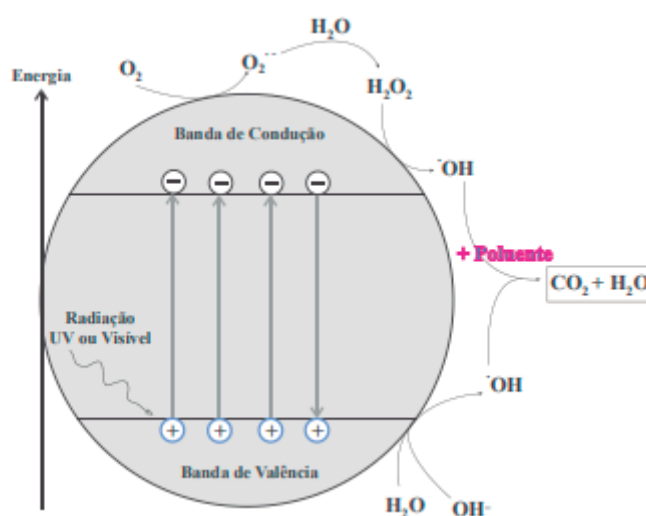 H₂O
O₂
O₂˙⁻
H₂O₂
Energia
Banda de Condução
˙OH
+ Poluente
CO₂ + H₂O
Radiação
UV ou Visível
˙OH
Banda de Valência
H₂O
OH⁻